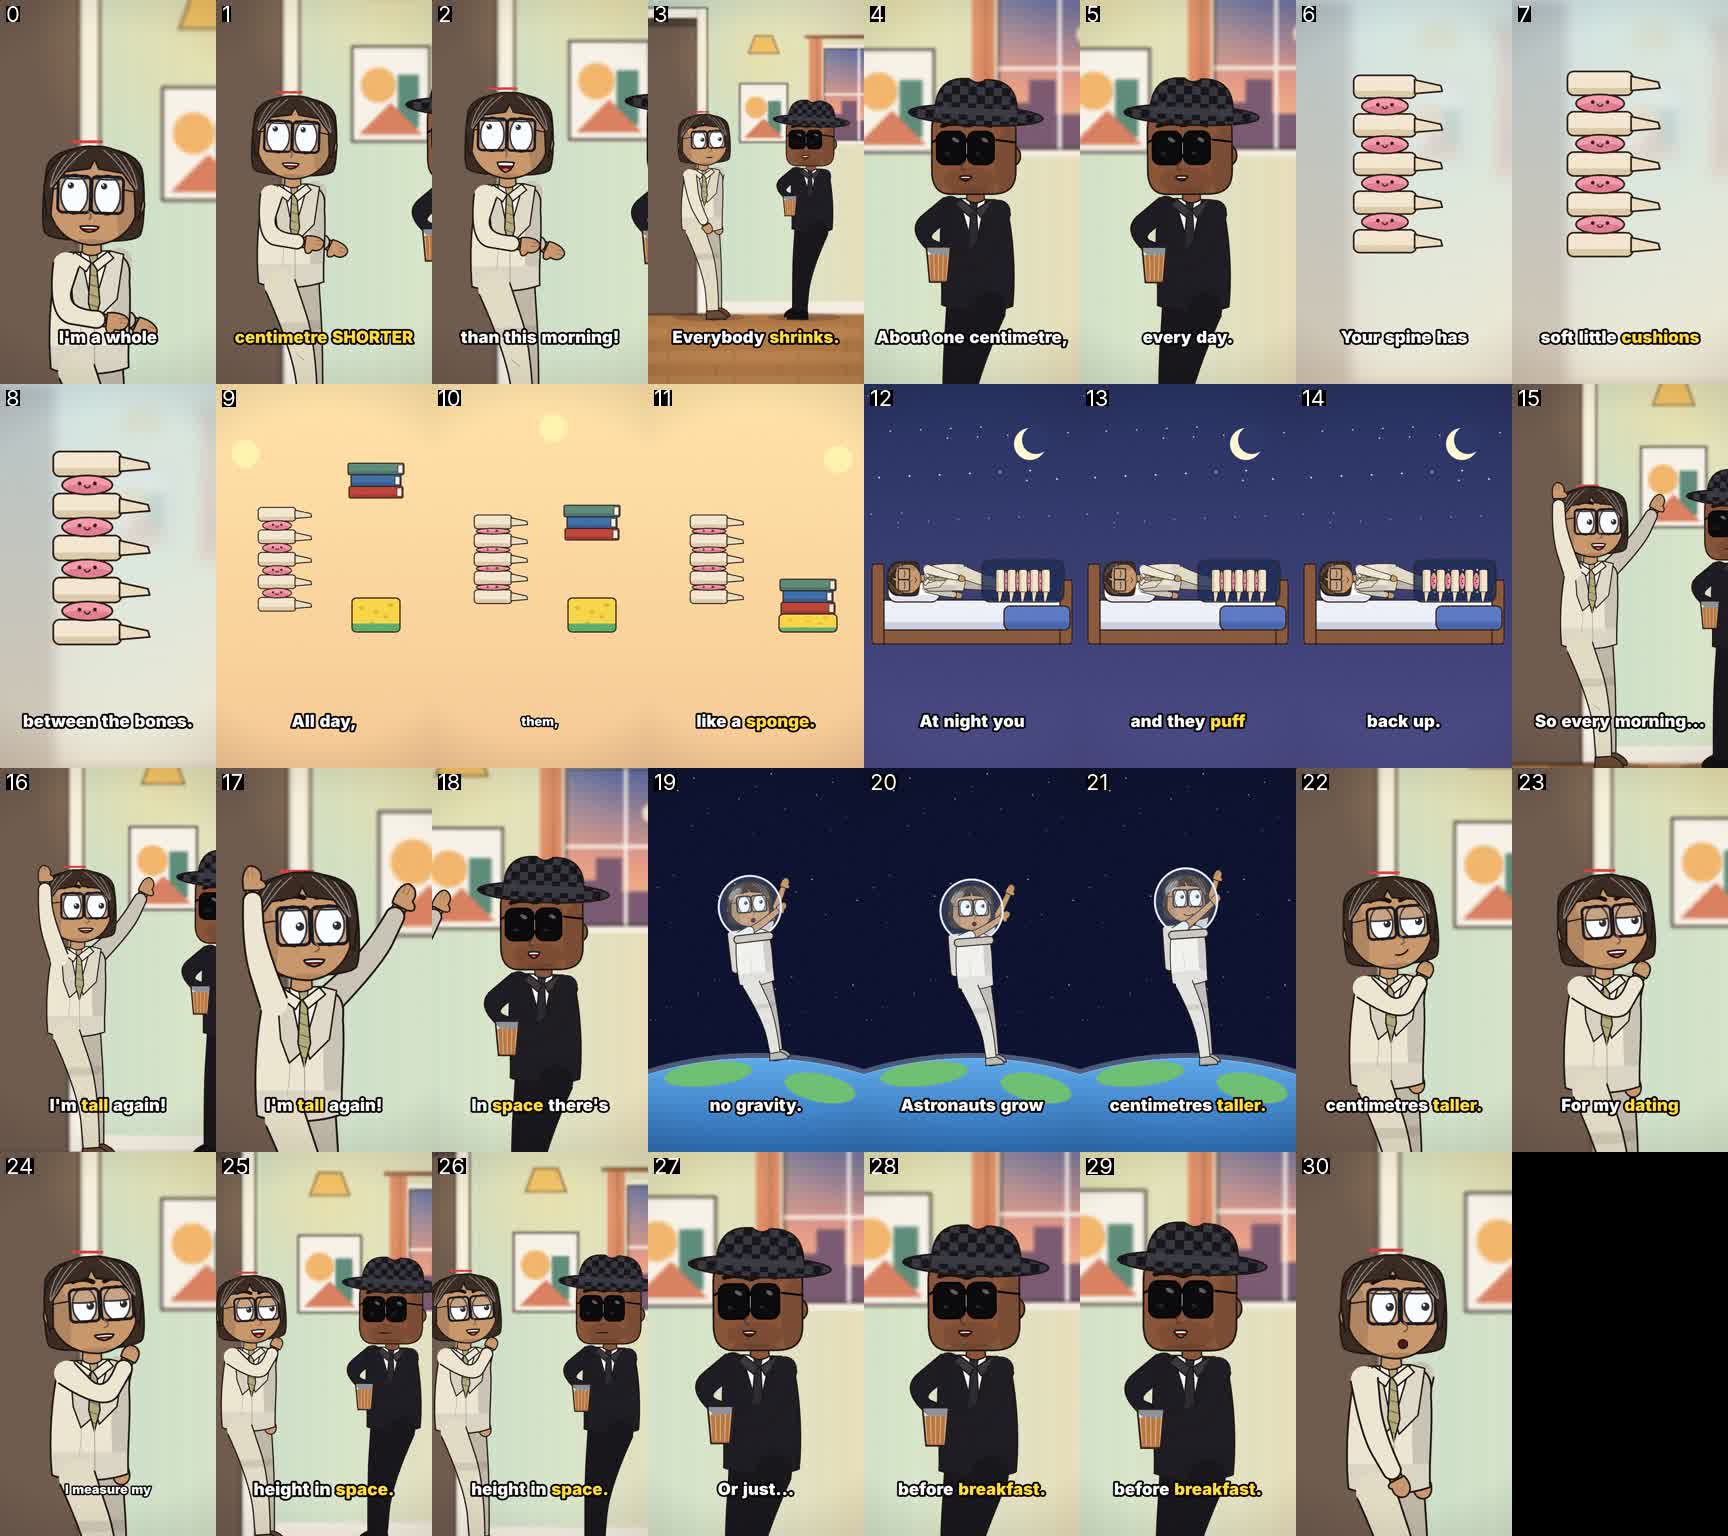 0
I'm a whole
1
centimetre SHORTER
2
than this morning!
3
Everybody shrinks.
4
About one centimetre,
5
every day.
6
Your spine has
7
soft little cushions
8
between the bones.
9
All day,
10
them,
11
like a sponge.
12
At night you
13
and they puff
14
back up.
15
So every morning...
16
I'm tall again!
17
I'm tall again!
18
In space there's
19
no gravity.
20
Astronauts grow
21
centimetres taller.
22
centimetres taller.
23
For my dating
24
I measure my
25
height in space.
26
height in space.
27
Or just...
28
before breakfast.
29
before breakfast.
30